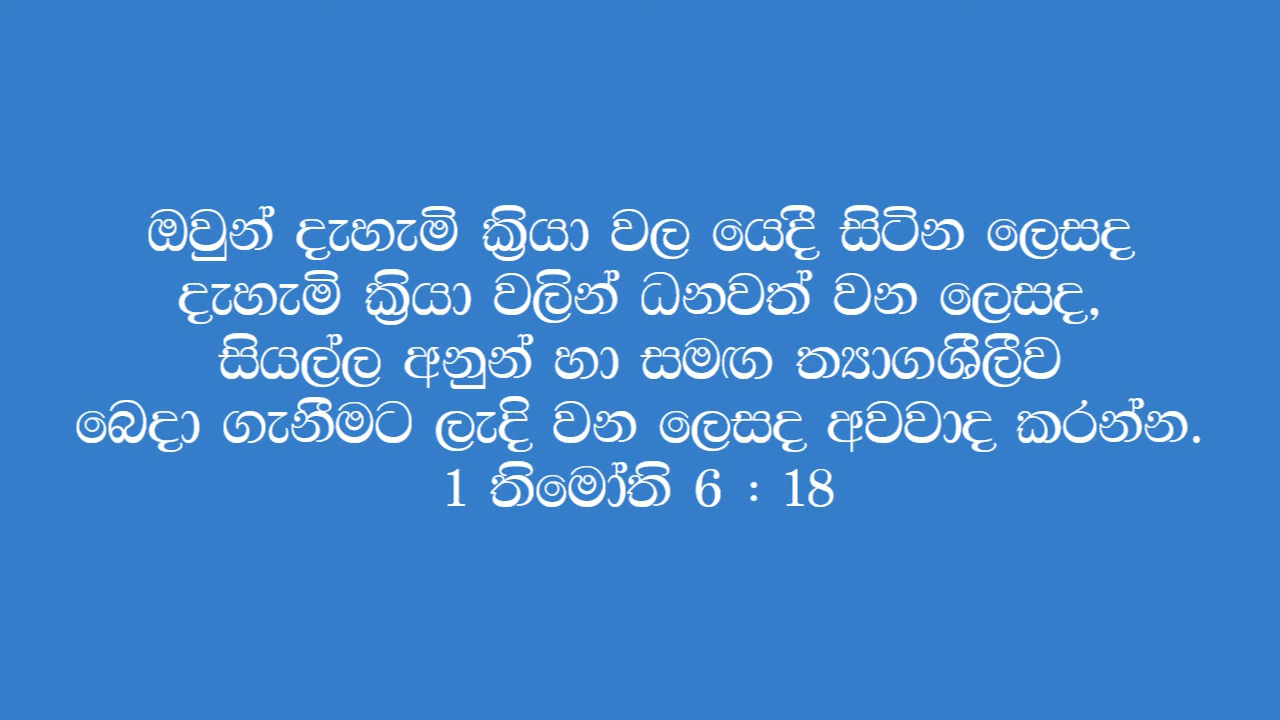 ඔවුන් දැහැමි ක්‍රියා වල යෙදී සිටින ලෙසද
දැහැමි ක්‍රියා වලින් ධනවත් වන ලෙසද,
සියල්ල අනුන් හා සමඟ ත්‍යාගශීලීව
බෙදා ගැනීමට ලැදි වන ලෙසද අවවාද කරන්න.
1 තිමෝති 6 : 18